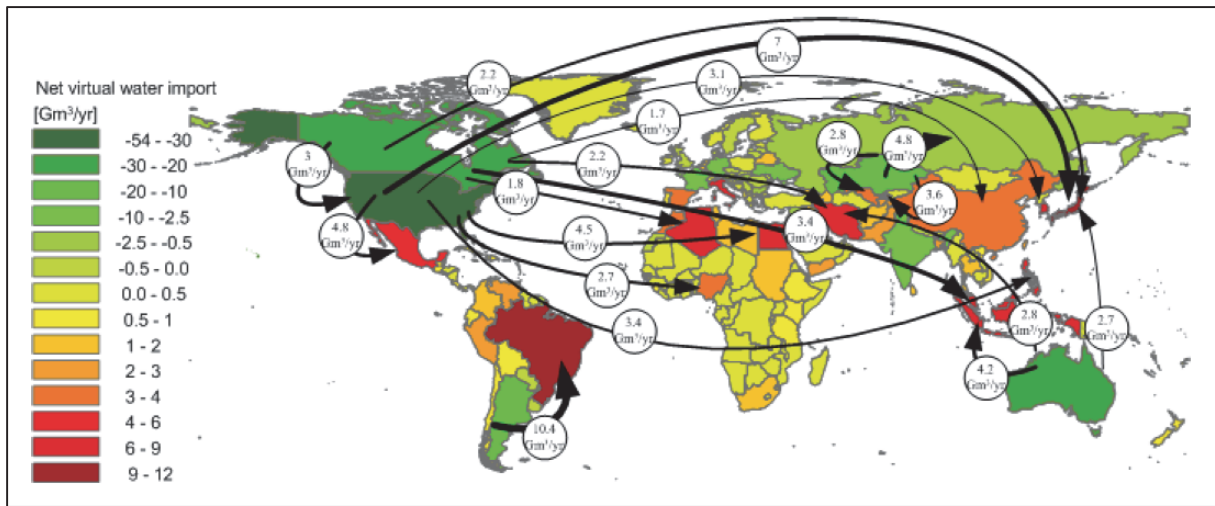 Net virtual water import
[Gm³/yr]
-54 - -30
-30 - -20
-20 - -10
-10 - -2.5
-2.5 - -0.5
-0.5 - 0.0
0.0 - 0.5
0.5 - 1
1 - 2
2 - 3
3 - 4
4 - 6
6 - 9
9 - 12
7
Gm³/yr
2.2
Gm³/yr
3.1
Gm³/yr
1.7
Gm³/yr
3
Gm³/yr
2.2
Gm³/yr
2.8
Gm³/yr
4.8
Gm³/yr
1.8
Gm³/yr
3.6
Gm³/yr
4.8
Gm³/yr
4.5
Gm³/yr
3.4
Gm³/yr
2.7
Gm³/yr
3.4
Gm³/yr
2.8
Gm³/yr
2.7
Gm³/yr
4.2
Gm³/yr
10.4
Gm³/yr